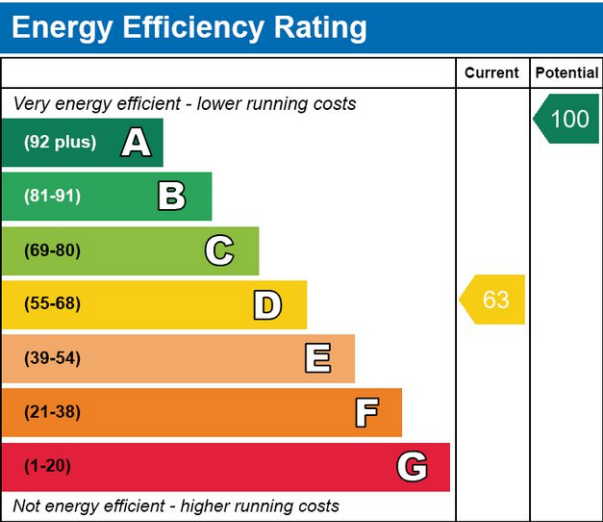 Energy Efficiency Rating
Current Potential
Very energy efficient - lower running costs
(92 plus) A 100
(81-91) B
(69-80) C
(55-68) D 63
(39-54) E
(21-38) F
(1-20) G
Not energy efficient - higher running costs